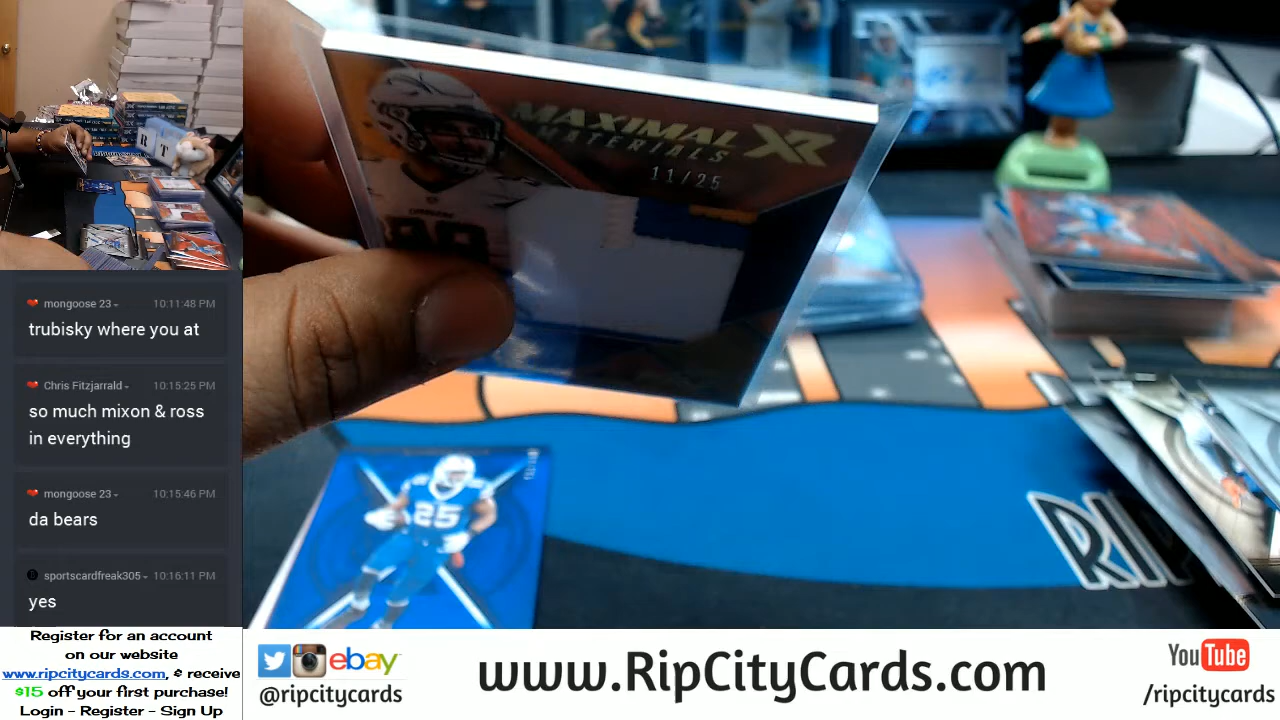 mongoose 23
10:11:48 PM
trubisky where you at
Chris Fitzjarrald
10:15:25 PM
so much mixon & ross
in everything
mongoose 23
10:15:46 PM
da bears
sportscardfreak305
10:16:11 PM
yes
Register for an account
on our website
www.ripcitycards.com, & receive
$15 off your first purchase!
Login - Register - Sign Up
MAXIMAL XR
MATERIALS
11/25
25
RIP
R T
ebay
@ripcitycards
www.RipCityCards.com
YouTube
/ripcitycards